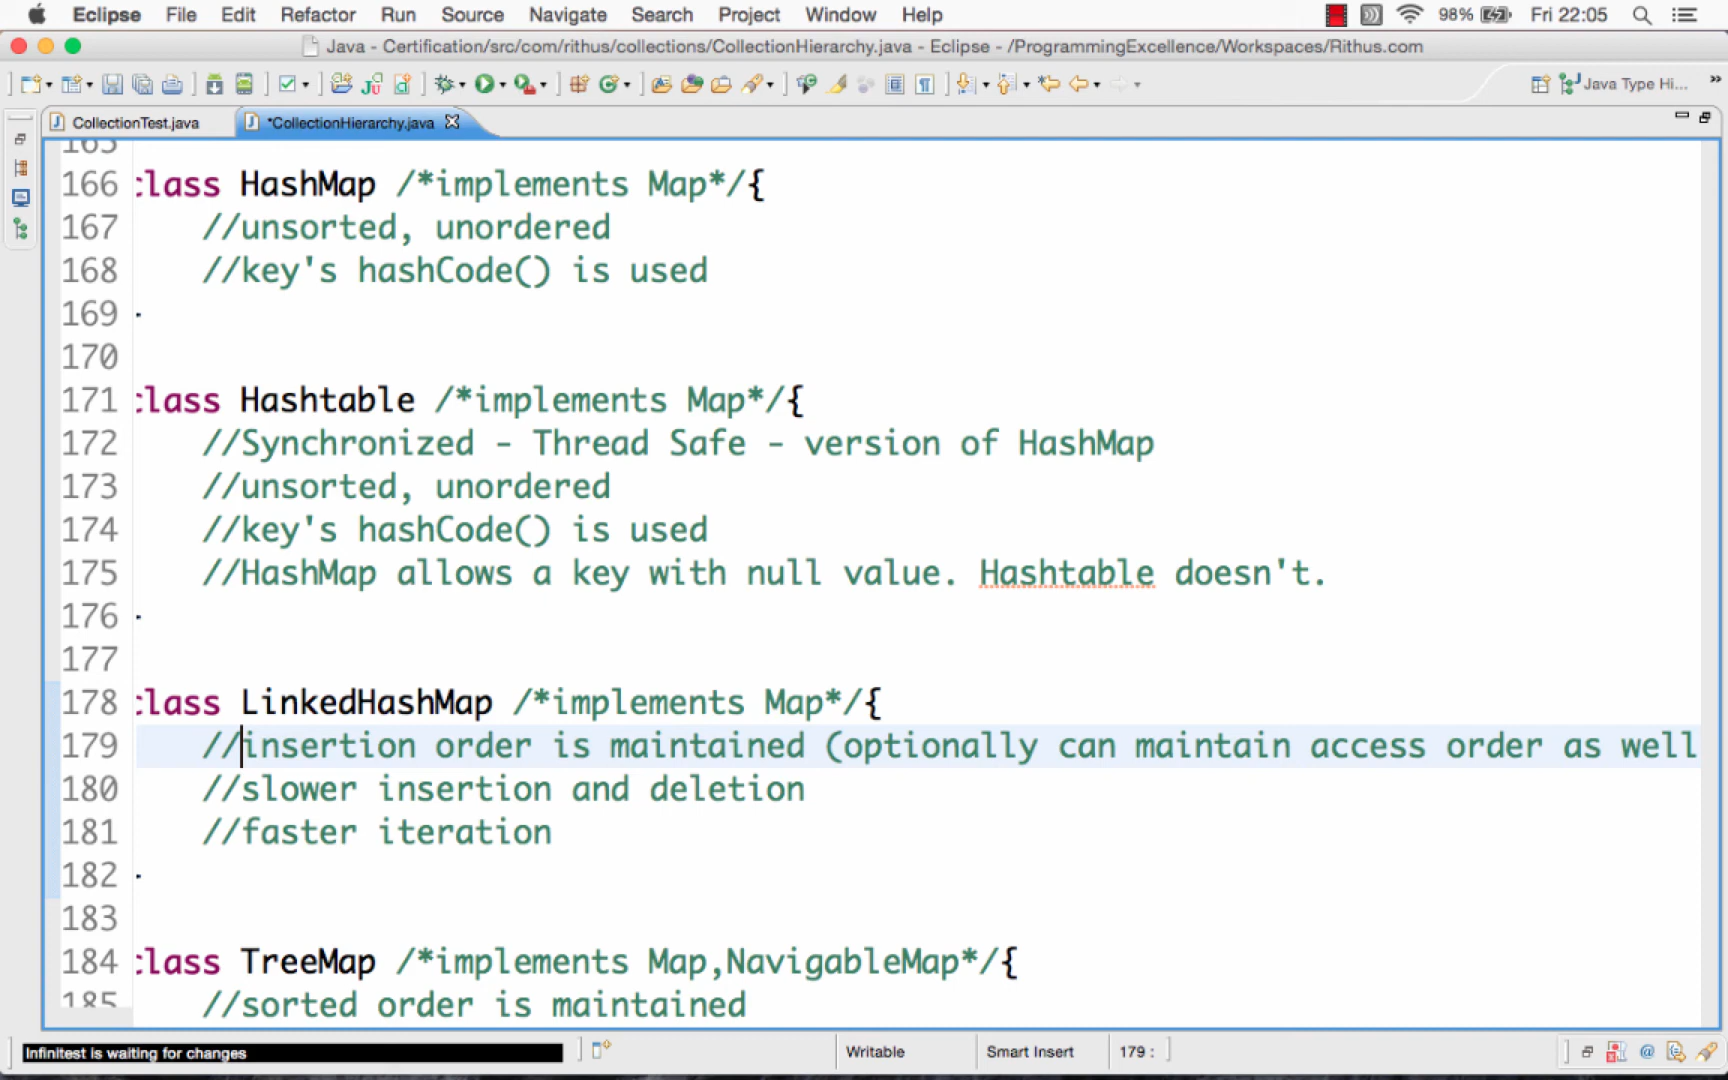 Eclipse File Edit Refactor Run Source Navigate Search Project Window Help 98% Fri 22:05
Java - Certification/src/com/rithus/collections/CollectionHierarchy.java - Eclipse - /ProgrammingExcellence/Workspaces/Rithus.com
Java Type Hi...
CollectionTest.java *CollectionHierarchy.java
165
166 class HashMap /*implements Map*/{
167 //unsorted, unordered
168 //key's hashCode() is used
169
170
171 class Hashtable /*implements Map*/{
172 //Synchronized - Thread Safe - version of HashMap
173 //unsorted, unordered
174 //key's hashCode() is used
175 //HashMap allows a key with null value. Hashtable doesn't.
176
177
178 class LinkedHashMap /*implements Map*/{
179 //insertion order is maintained (optionally can maintain access order as well
180 //slower insertion and deletion
181 //faster iteration
182
183
184 class TreeMap /*implements Map,NavigableMap*/{
185 //sorted order is maintained
Infinitest is waiting for changes Writable Smart Insert 179 :